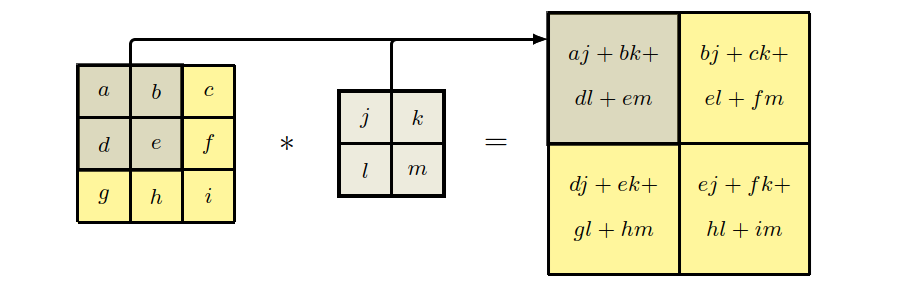 a b c
d e f
g h i
*
j k
l m
=
aj + bk+
dl + em
bj + ck+
el + fm
dj + ek+
gl + hm
ej + fk+
hl + im